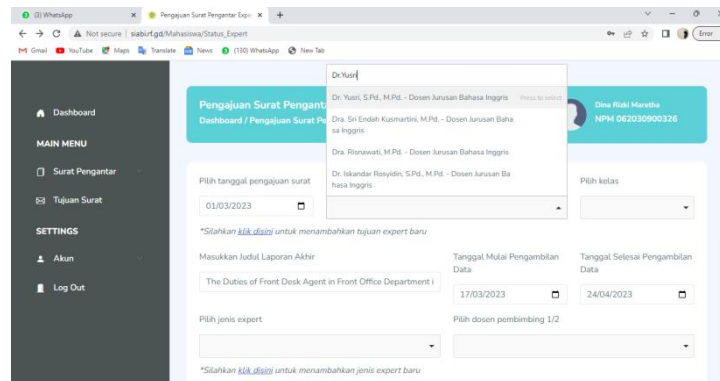 (3) WhatsApp
Pengajuan Surat Pengantar Expe
Not secure | siabi.rf.gd/Mahasiswa/Status_Expert
Error
Gmail YouTube Maps Translate News (130) WhatsApp New Tab
Dashboard
MAIN MENU
Surat Pengantar
Tujuan Surat
SETTINGS
Akun
Log Out
Pengajuan Surat Pengant
Dashboard / Pengajuan Surat Pe
Dina Rizki Maretha
NPM 062030900326
Dr.Yusri
Dr. Yusri, S.Pd., M.Pd. - Dosen Jurusan Bahasa Inggris Press to select
Dra. Sri Endah Kusmartini, M.Pd. - Dosen Jurusan Baha
sa Inggris
Dra. Risnawati, M.Pd. - Dosen Jurusan Bahasa Inggris
Dr. Iskandar Rosyidin, S.Pd., M.Pd. - Dosen Jurusan Ba
hasa Inggris
Pilih tanggal pengajuan surat
Pilih kelas
01/03/2023
*Silahkan klik disini untuk menambahkan tujuan expert baru
Masukkan Judul Laporan Akhir
Tanggal Mulai Pengambilan
Data
Tanggal Selesai Pengambilan
Data
The Duties of Front Desk Agent in Front Office Department i
17/03/2023
24/04/2023
Pilih jenis expert
Pilih dosen pembimbing 1/2
*Silahkan klik disini untuk menambahkan jenis expert baru